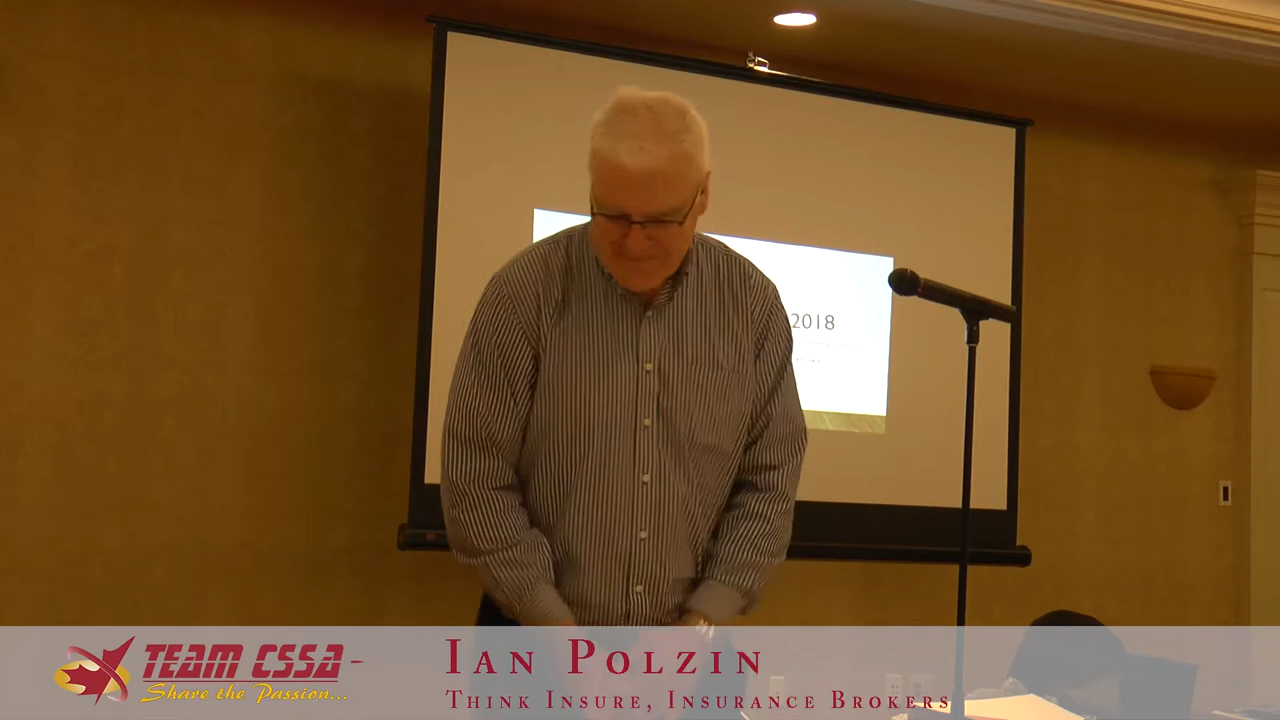 2018
TEAM CSSA
Share the Passion...
IAN POLZIN
THINK INSURE, INSURANCE BROKERS